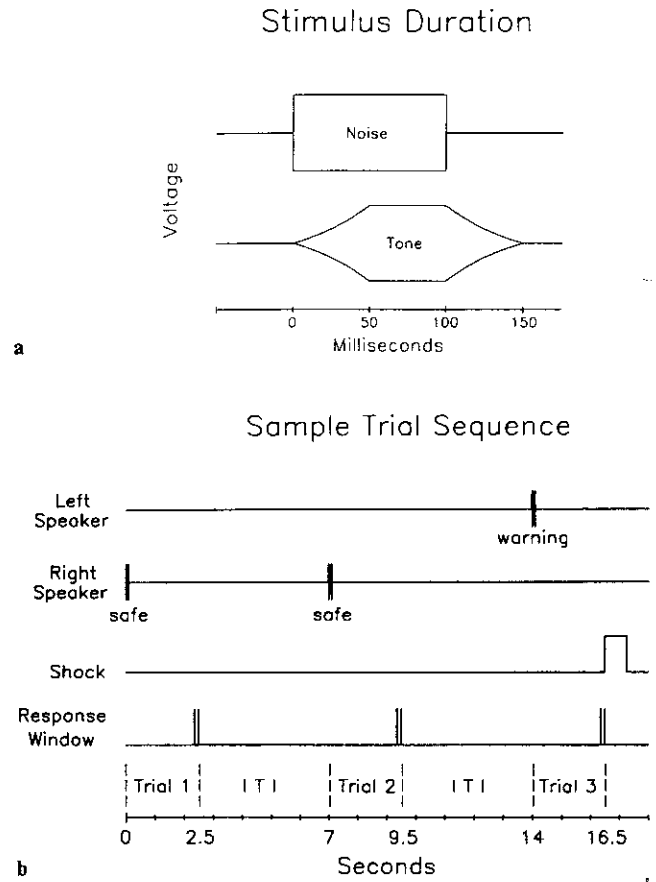 Stimulus Duration
Noise
Voltage
Tone
0 50 100 150
Milliseconds
a
Sample Trial Sequence
Left
Speaker
warning
Right
Speaker
safe safe
Shock
Response
Window
Trial 1 ITI Trial 2 ITI Trial 3
0 2.5 7 9.5 14 16.5
Seconds
b